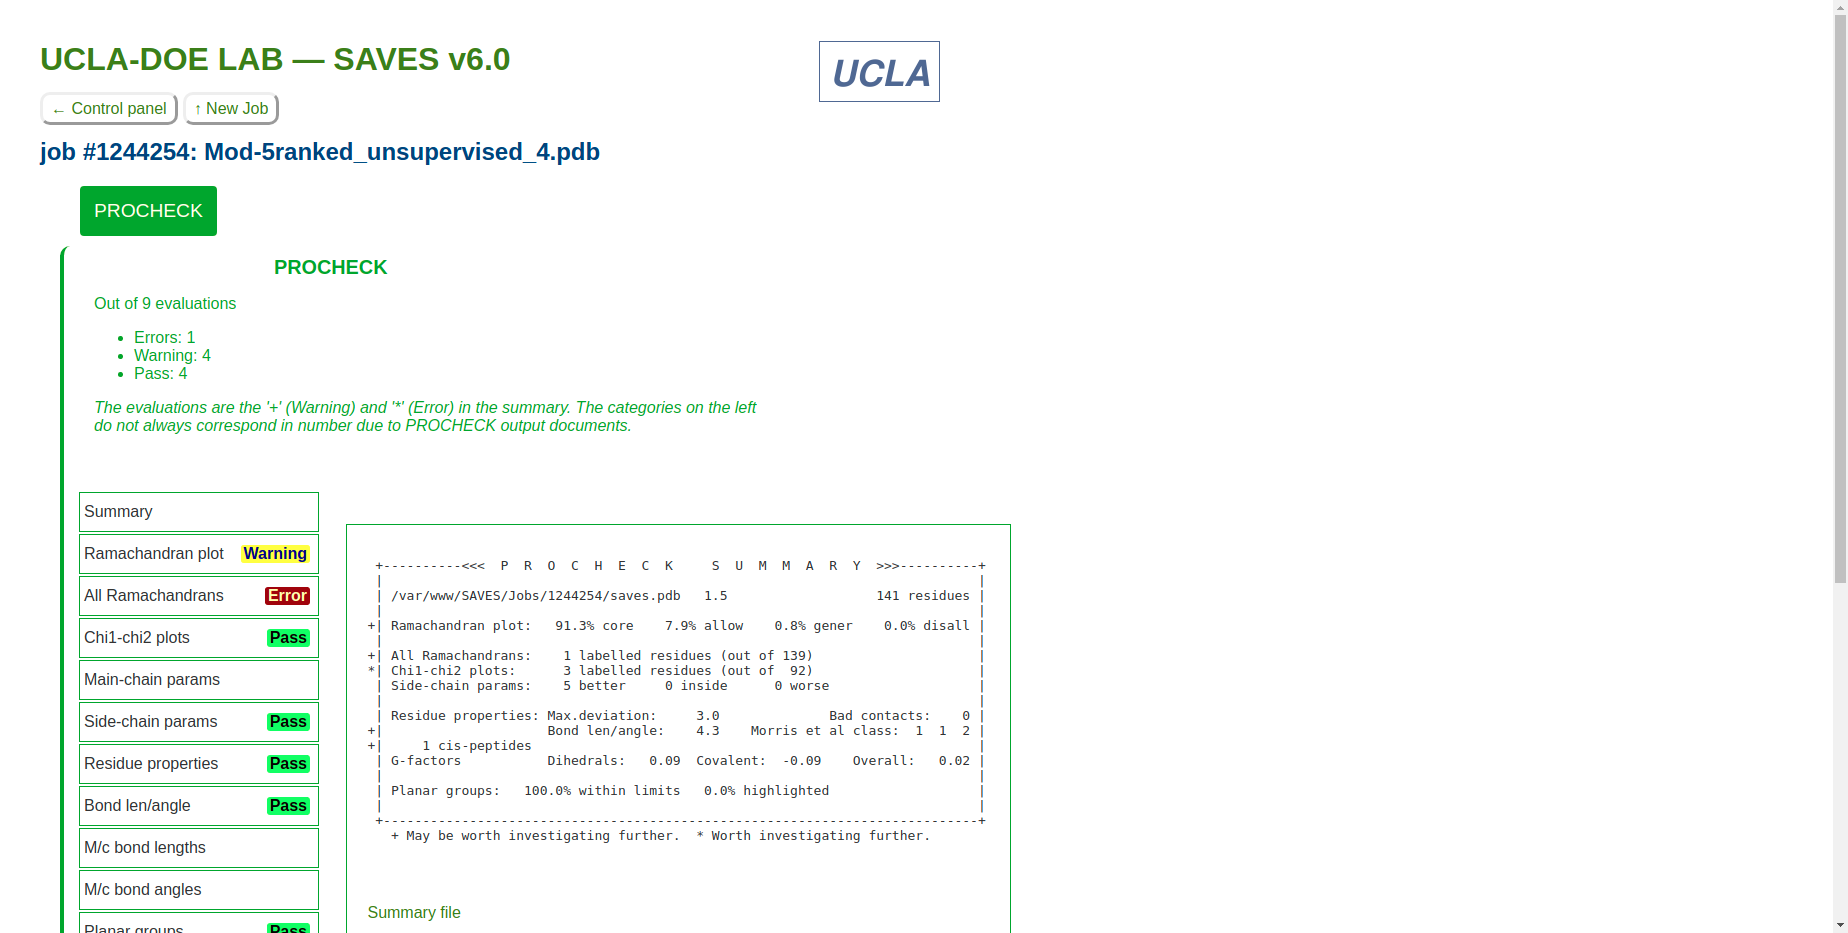 UCLA-DOE LAB — SAVES v6.0
UCLA
← Control panel
↑ New Job
job #1244254: Mod-5ranked_unsupervised_4.pdb
PROCHECK
PROCHECK
Out of 9 evaluations
• Errors: 1
• Warning: 4
• Pass: 4
The evaluations are the '+' (Warning) and '*' (Error) in the summary. The categories on the left
do not always correspond in number due to PROCHECK output documents.
Summary
Ramachandran plot Warning
All Ramachandrans Error
Chi1-chi2 plots Pass
Main-chain params
Side-chain params Pass
Residue properties Pass
Bond len/angle Pass
M/c bond lengths
M/c bond angles
Planar groups Pass
+----------<<<  P  R  O  C  H  E  C  K     S  U  M  M  A  R  Y  >>>----------+
|                                                                            |
| /var/www/SAVES/Jobs/1244254/saves.pdb   1.5                   141 residues |
|                                                                            |
+| Ramachandran plot:   91.3% core    7.9% allow    0.8% gener    0.0% disall |
|                                                                            |
+| All Ramachandrans:    1 labelled residues (out of 139)                     |
*| Chi1-chi2 plots:      3 labelled residues (out of  92)                     |
| Side-chain params:    5 better     0 inside      0 worse                   |
|                                                                            |
| Residue properties: Max.deviation:     3.0              Bad contacts:    0 |
+|                     Bond len/angle:    4.3    Morris et al class:  1  1  2 |
+|     1 cis-peptides                                                         |
| G-factors           Dihedrals:   0.09  Covalent:  -0.09    Overall:   0.02 |
|                                                                            |
| Planar groups:   100.0% within limits   0.0% highlighted                   |
|                                                                            |
+----------------------------------------------------------------------------+
+ May be worth investigating further.  * Worth investigating further.
Summary file